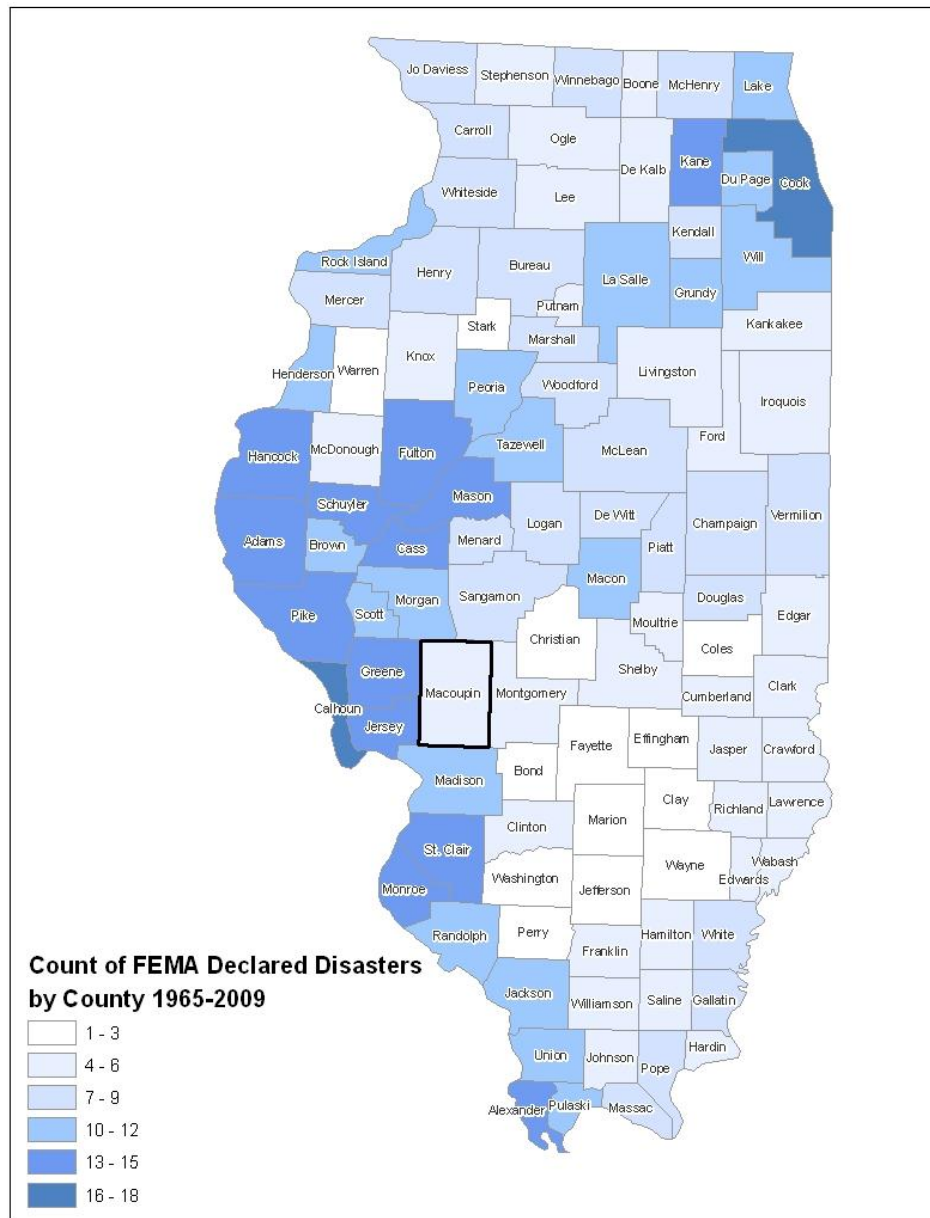 Jo Daviess
Stephenson
Winnebago
Boone
McHenry
Lake
Carroll
Ogle
De Kalb
Kane
Du Page
Cook
Whiteside
Lee
Kendall
Will
Rock Island
Henry
Bureau
La Salle
Grundy
Mercer
Putnam
Kankakee
Stark
Marshall
Henderson
Warren
Knox
Peoria
Woodford
Livingston
Iroquois
Hancock
McDonough
Fulton
Tazewell
McLean
Ford
Schuyler
Mason
Logan
De Witt
Champaign
Vermilion
Adams
Brown
Cass
Menard
Piatt
Macon
Pike
Scott
Morgan
Sangamon
Douglas
Moultrie
Edgar
Christian
Coles
Greene
Macoupin
Montgomery
Shelby
Cumberland
Clark
Calhoun
Jersey
Fayette
Effingham
Jasper
Crawford
Madison
Bond
Clay
Richland
Lawrence
Clinton
Marion
St. Clair
Wayne
Wabash
Edwards
Washington
Jefferson
Monroe
Randolph
Perry
Hamilton
White
Franklin
Jackson
Williamson
Saline
Gallatin
Union
Johnson
Pope
Hardin
Alexander
Pulaski
Massac
Count of FEMA Declared Disasters
by County 1965-2009
1 - 3
4 - 6
7 - 9
10 - 12
13 - 15
16 - 18